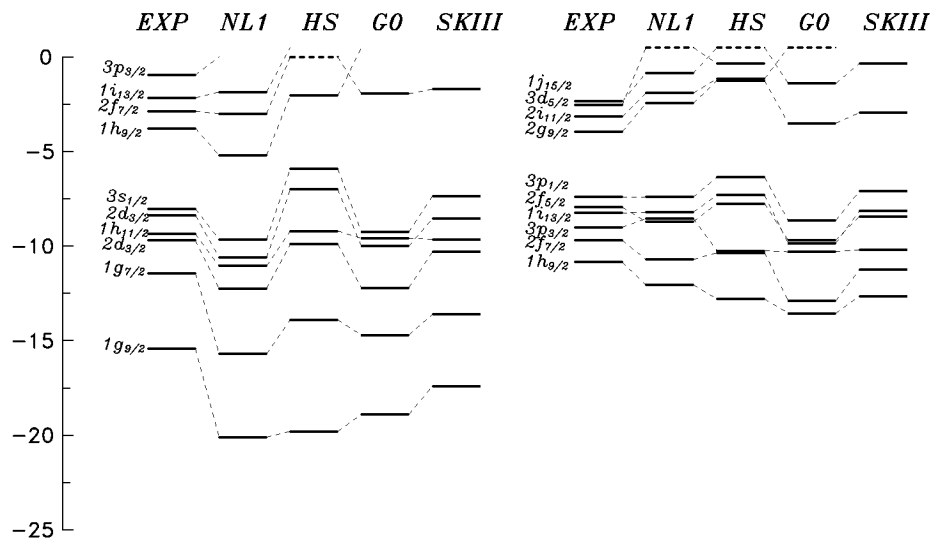 EXP NL1 HS G0 SKIII EXP NL1 HS G0 SKIII
0
−5
−10
−15
−20
−25
3p3/2
1i13/2
2f7/2
1h9/2
3s1/2
2d3/2
1h11/2
2d3/2
1g7/2
1g9/2
1j15/2
3d5/2
2i11/2
2g9/2
3p1/2
2f5/2
1i13/2
3p3/2
2f7/2
1h9/2